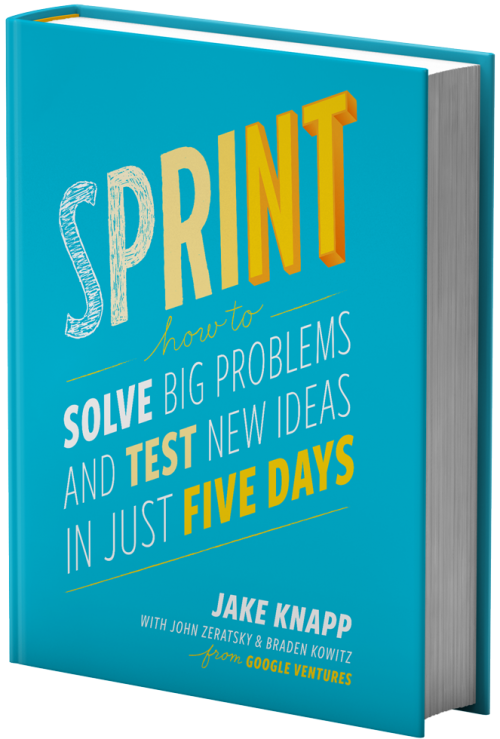 SPRINT
how to
SOLVE BIG PROBLEMS
AND TEST NEW IDEAS
IN JUST FIVE DAYS
JAKE KNAPP
WITH JOHN ZERATSKY & BRADEN KOWITZ
from GOOGLE VENTURES